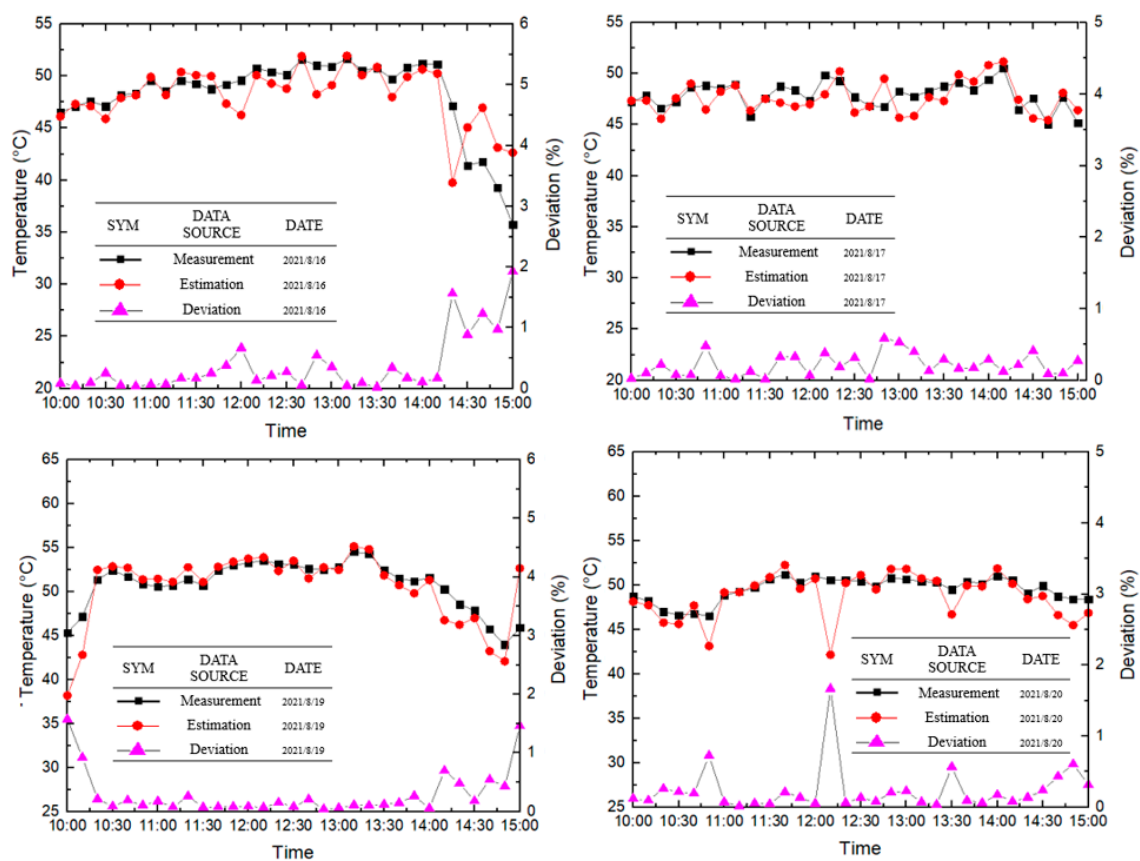 55
50
45
40
35
30
25
20
Temperature (°C)
6
5
4
3
2
1
0
Deviation (%)
SYM DATA SOURCE DATE
Measurement 2021/8/16
Estimation 2021/8/16
Deviation 2021/8/16
10:00 10:30 11:00 11:30 12:00 12:30 13:00 13:30 14:00 14:30 15:00
Time
55
50
45
40
35
30
25
20
Temperature (°C)
5
4
3
2
1
0
Deviation (%)
SYM DATA SOURCE DATE
Measurement 2021/8/17
Estimation 2021/8/17
Deviation 2021/8/17
10:00 10:30 11:00 11:30 12:00 12:30 13:00 13:30 14:00 14:30 15:00
Time
65
60
55
50
45
40
35
30
25
Temperature (°C)
6
5
4
3
2
1
0
Deviation (%)
SYM DATA SOURCE DATE
Measurement 2021/8/19
Estimation 2021/8/19
Deviation 2021/8/19
10:00 10:30 11:00 11:30 12:00 12:30 13:00 13:30 14:00 14:30 15:00
Time
65
60
55
50
45
40
35
30
25
Temperature (°C)
5
4
3
2
1
0
Deviation (%)
SYM DATA SOURCE DATE
Measurement 2021/8/20
Estimation 2021/8/20
Deviation 2021/8/20
10:00 10:30 11:00 11:30 12:00 12:30 13:00 13:30 14:00 14:30 15:00
Time